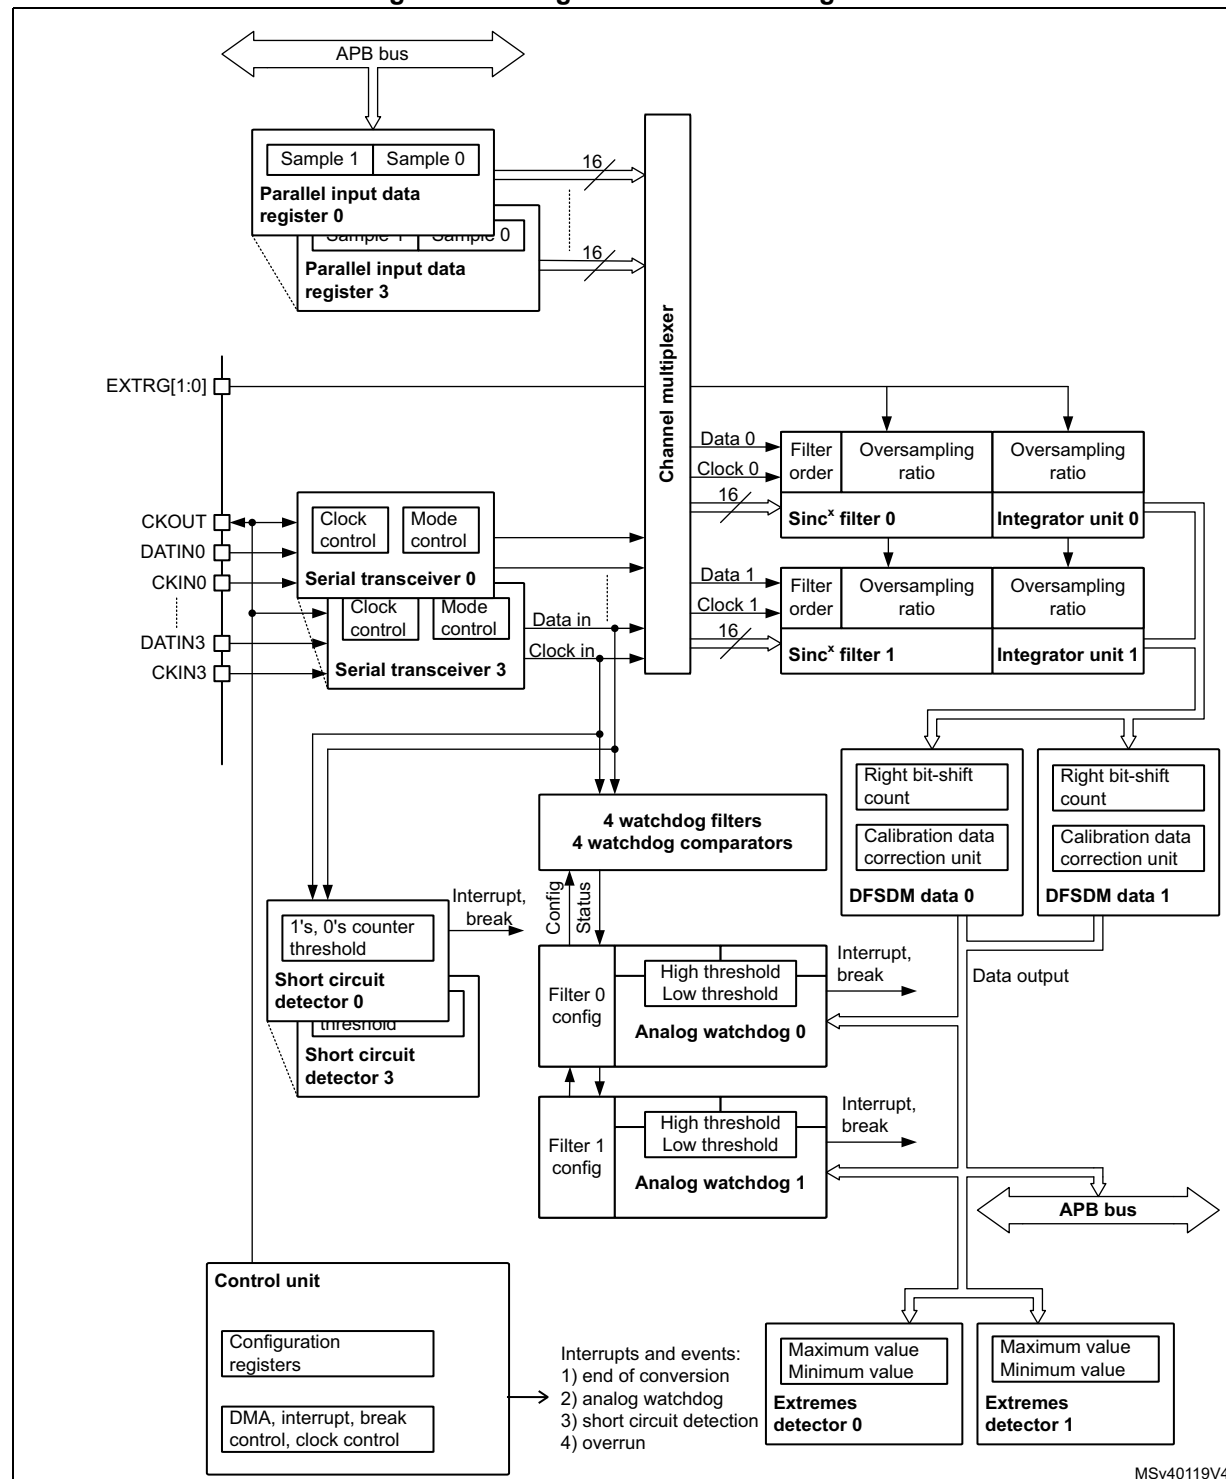 APB bus
Sample 1 Sample 0
Parallel input data
register 0
Sample 1 Sample 0
Parallel input data
register 3
16
16
Channel multiplexer
EXTRG[1:0]
CKOUT
DATIN0
CKIN0
DATIN3
CKIN3
Clock
control
Mode
control
Serial transceiver 0
Clock
control
Mode
control
Serial transceiver 3
Data in
Clock in
Data 0
Clock 0
16
Filter
order
Oversampling
ratio
Oversampling
ratio
Sincx filter 0
Integrator unit 0
Data 1
Clock 1
16
Filter
order
Oversampling
ratio
Oversampling
ratio
Sincx filter 1
Integrator unit 1
Right bit-shift
count
Calibration data
correction unit
DFSDM data 0
Right bit-shift
count
Calibration data
correction unit
DFSDM data 1
4 watchdog filters
4 watchdog comparators
Config
Status
1's, 0's counter
threshold
Short circuit
detector 0
threshold
Short circuit
detector 3
Interrupt,
break
Filter 0
config
High threshold
Low threshold
Analog watchdog 0
Interrupt,
break
Data output
Filter 1
config
High threshold
Low threshold
Analog watchdog 1
Interrupt,
break
APB bus
Control unit
Configuration
registers
DMA, interrupt, break
control, clock control
Interrupts and events:
1) end of conversion
2) analog watchdog
3) short circuit detection
4) overrun
Maximum value
Minimum value
Extremes
detector 0
Maximum value
Minimum value
Extremes
detector 1
MSv40119V4